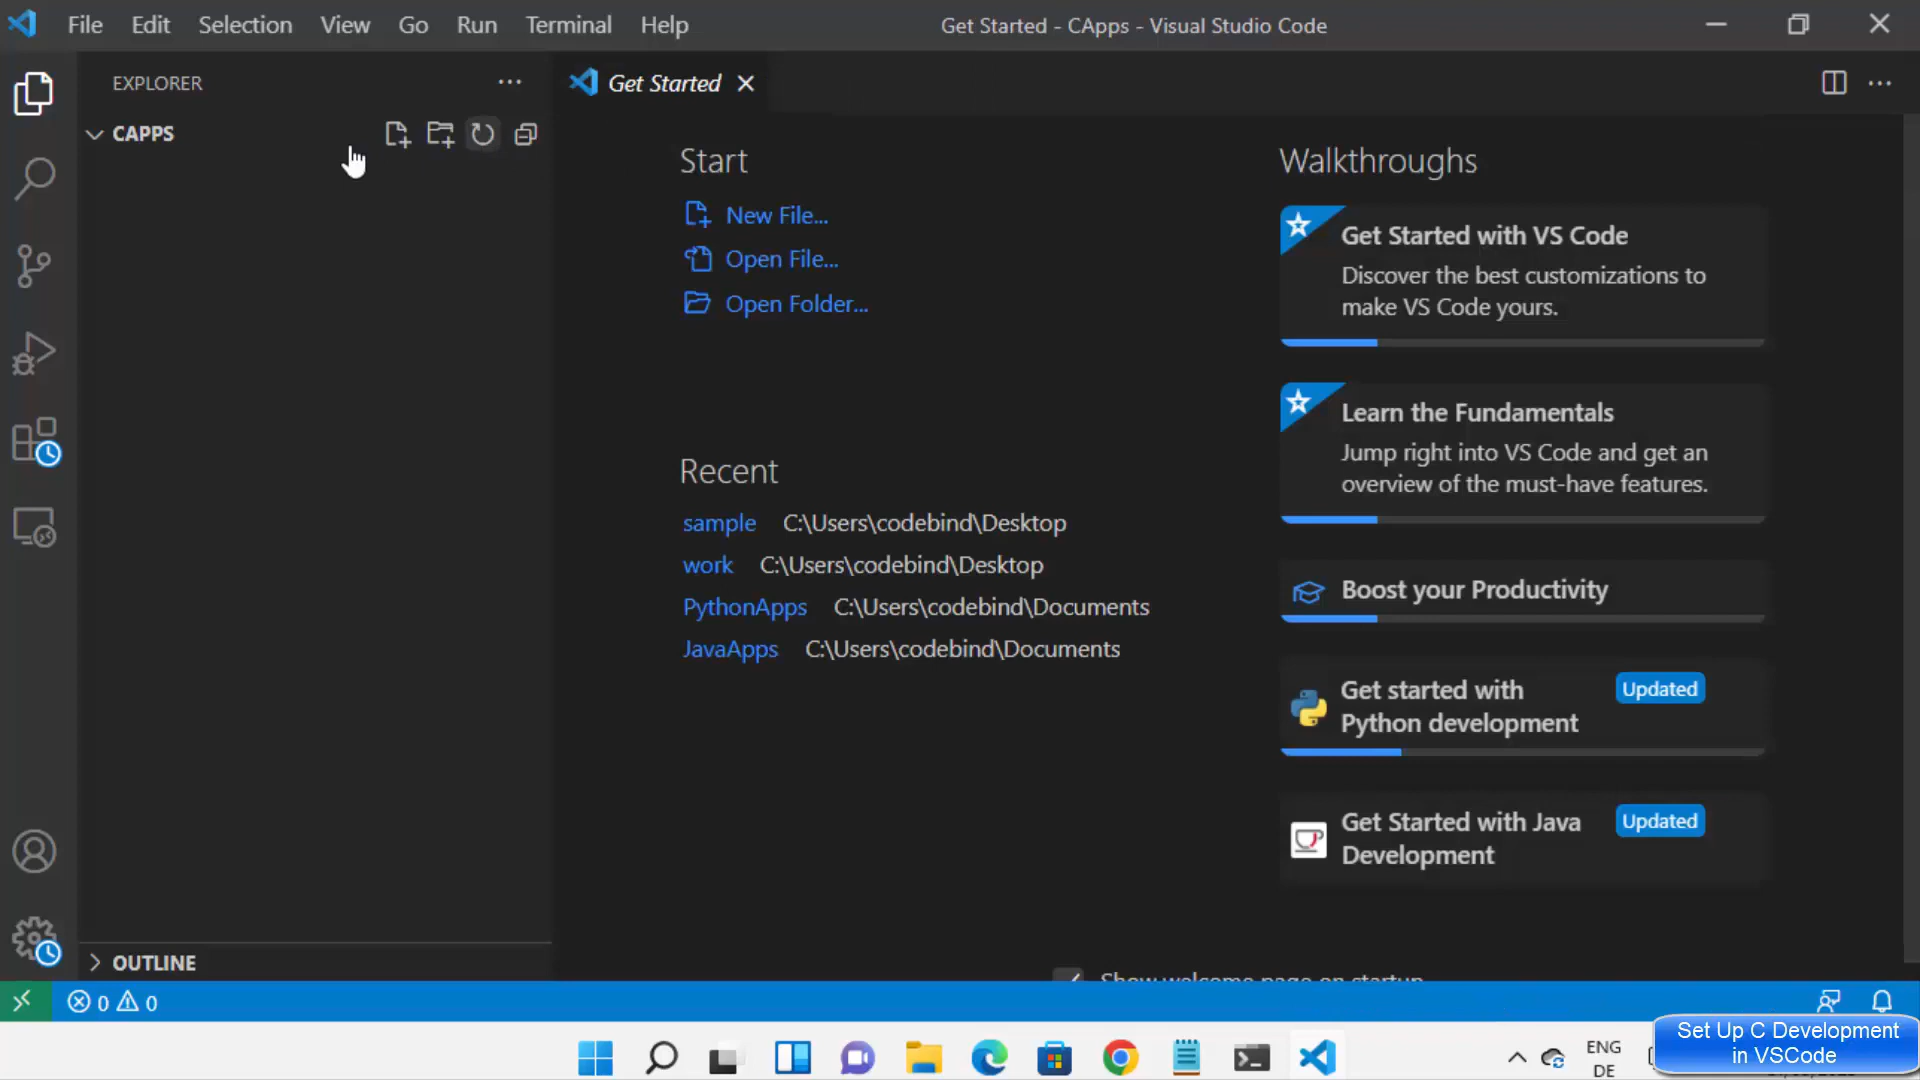 File Edit Selection View Go Run Terminal Help
Get Started - CApps - Visual Studio Code
EXPLORER
CAPPS
OUTLINE
Get Started
Start
New File...
Open File...
Open Folder...
Recent
sample C:\Users\codebind\Desktop
work C:\Users\codebind\Desktop
PythonApps C:\Users\codebind\Documents
JavaApps C:\Users\codebind\Documents
Walkthroughs
Get Started with VS Code
Discover the best customizations to
make VS Code yours.
Learn the Fundamentals
Jump right into VS Code and get an
overview of the must-have features.
Boost your Productivity
Get started with
Python development
Updated
Get Started with Java
Development
Updated
Show welcome page on startup
0 0
ENG
DE
Set Up C Development
in VSCode